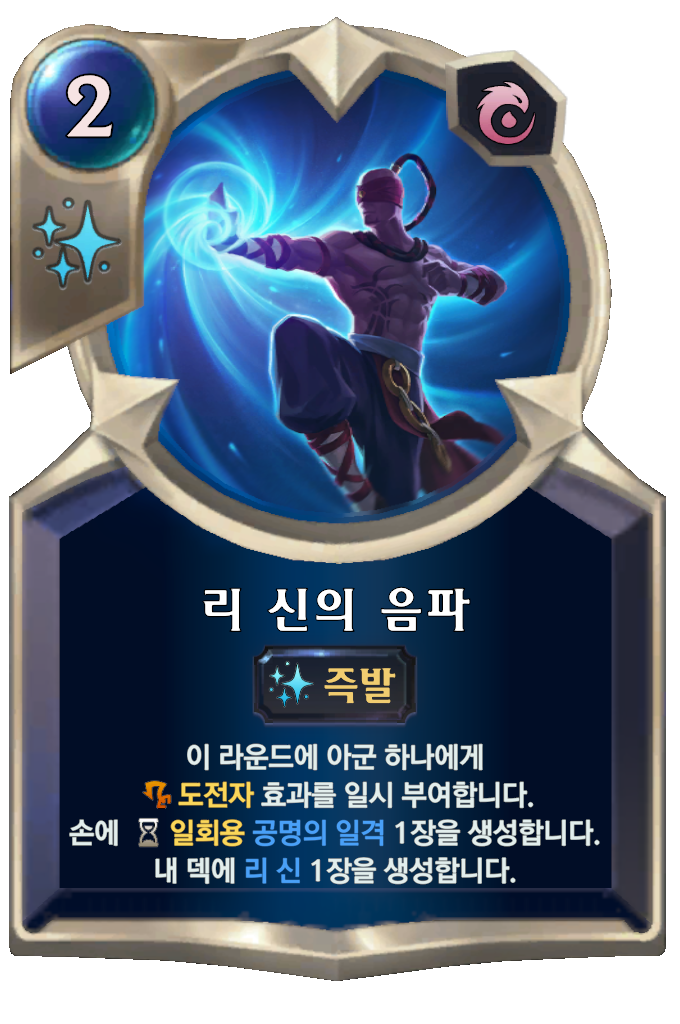 2
리 신의 음파
즉발
이 라운드에 아군 하나에게
도전자 효과를 일시 부여합니다.
손에 일회용 공명의 일격 1장을 생성합니다.
내 덱에 리 신 1장을 생성합니다.